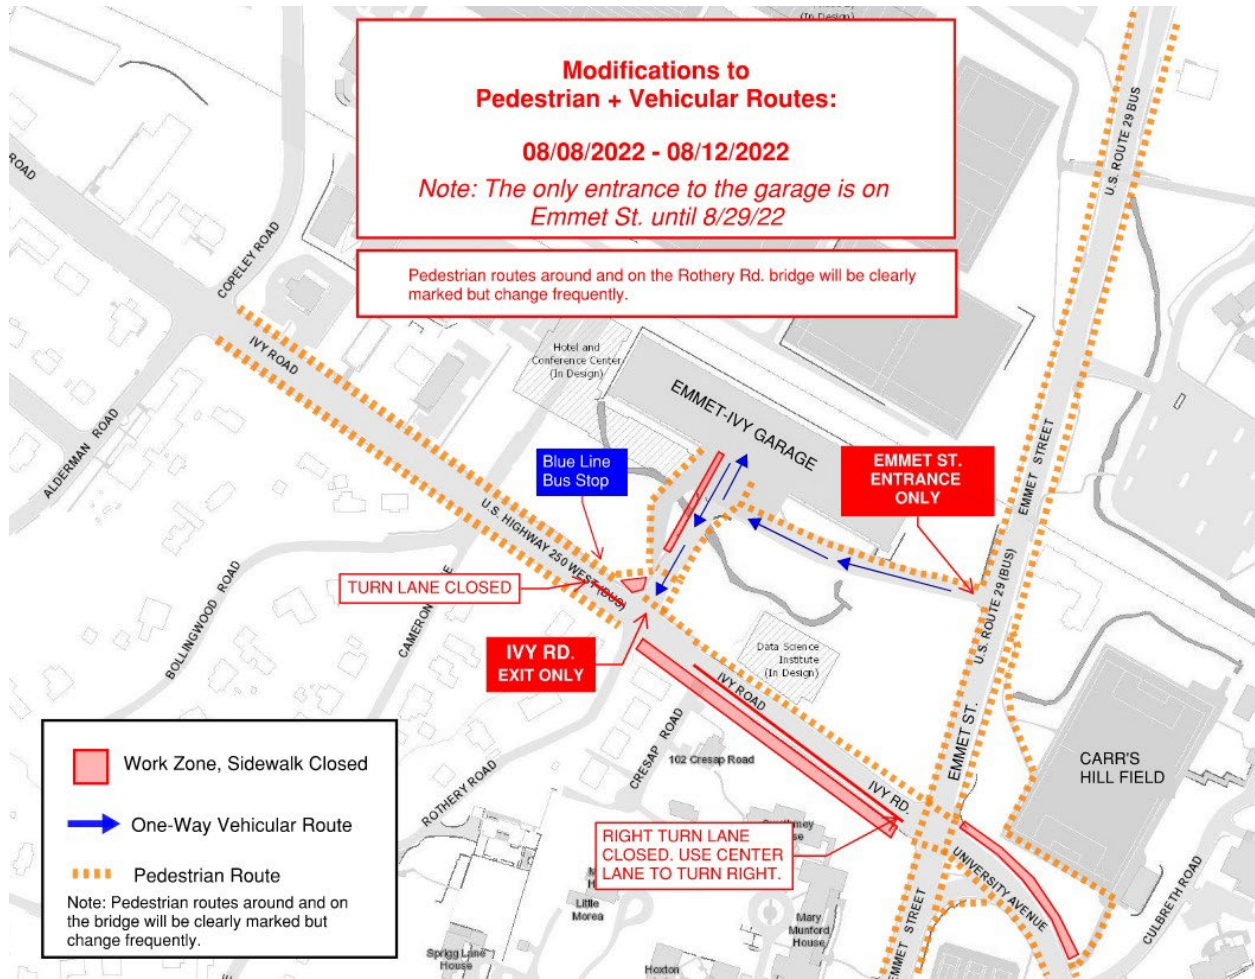 (In Design)
Modifications to
Pedestrian + Vehicular Routes:
08/08/2022 - 08/12/2022
Note: The only entrance to the garage is on
Emmet St. until 8/29/22
Pedestrian routes around and on the Rothery Rd. bridge will be clearly
marked but change frequently.
U.S. ROUTE 29 BUS
ROAD
COPELEY ROAD
IVY ROAD
ALDERMAN ROAD
Hotel and
Conference Center
(In Design)
EMMET-IVY GARAGE
Blue Line
Bus Stop
EMMET ST.
ENTRANCE
ONLY
EMMET STREET
U.S. HIGHWAY 250 WEST (BUS)
TURN LANE CLOSED
BOLLINGWOOD ROAD
CAMERON
U.S. ROUTE 29 (BUS)
IVY RD.
EXIT ONLY
Data Science
Institute
(In Design)
IVY ROAD
EMMET ST.
CARR'S
HILL FIELD
ROTHERY ROAD
CRESAP ROAD
102 Cresap Road
IVY RD
RIGHT TURN LANE
CLOSED. USE CENTER
LANE TO TURN RIGHT.
UNIVERSITY AVENUE
CULBRETH ROAD
EMMET STREET
Little
Morea
Mary
Munford
House
Sprigg Lane
House
Hoxton
Work Zone, Sidewalk Closed
One-Way Vehicular Route
Pedestrian Route
Note: Pedestrian routes around and on
the bridge will be clearly marked but
change frequently.